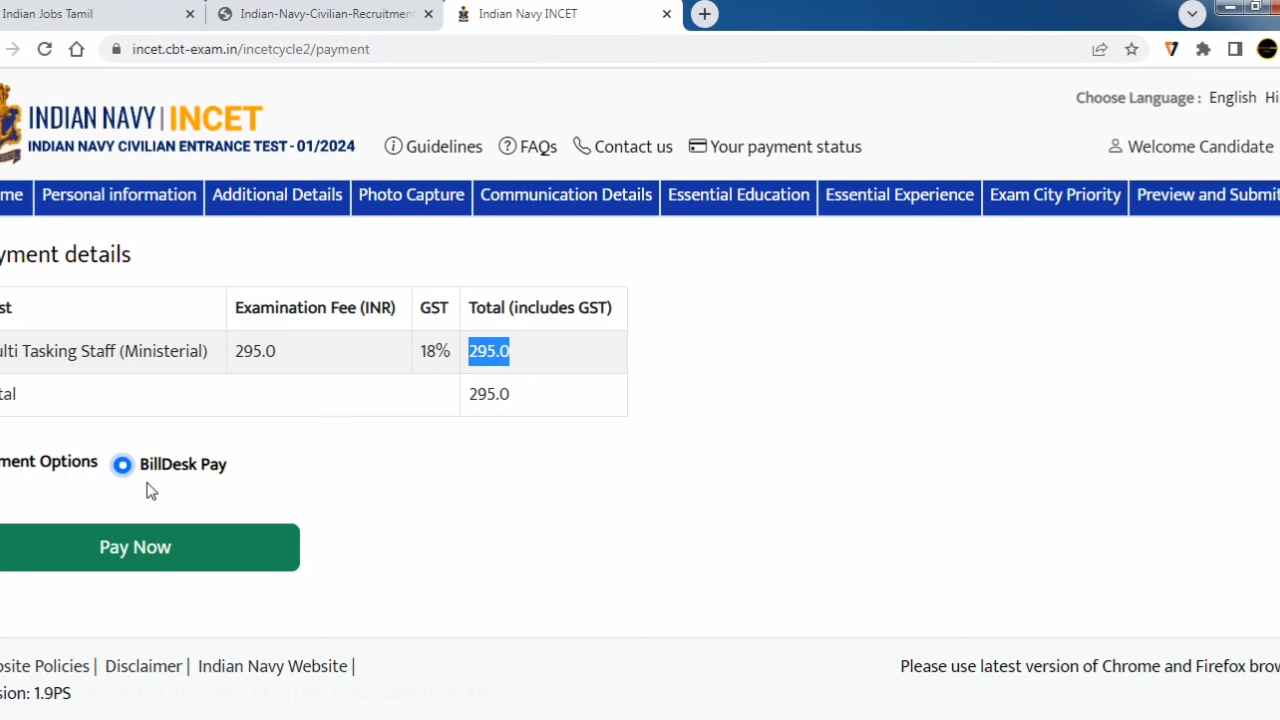 Indian Jobs Tamil
Indian-Navy-Civilian-Recruitment
Indian Navy INCET
incet.cbt-exam.in/incetcycle2/payment
INDIAN NAVY | INCET
INDIAN NAVY CIVILIAN ENTRANCE TEST - 01/2024
Choose Language : English Hi
Guidelines FAQs Contact us Your payment status
Welcome Candidate
me Personal information Additional Details Photo Capture Communication Details Essential Education Essential Experience Exam City Priority Preview and Submit
yment details
st Examination Fee (INR) GST Total (includes GST)
ulti Tasking Staff (Ministerial) 295.0 18% 295.0
tal 295.0
ment Options BillDesk Pay
Pay Now
site Policies | Disclaimer | Indian Navy Website |
Please use latest version of Chrome and Firefox brow
sion: 1.9PS